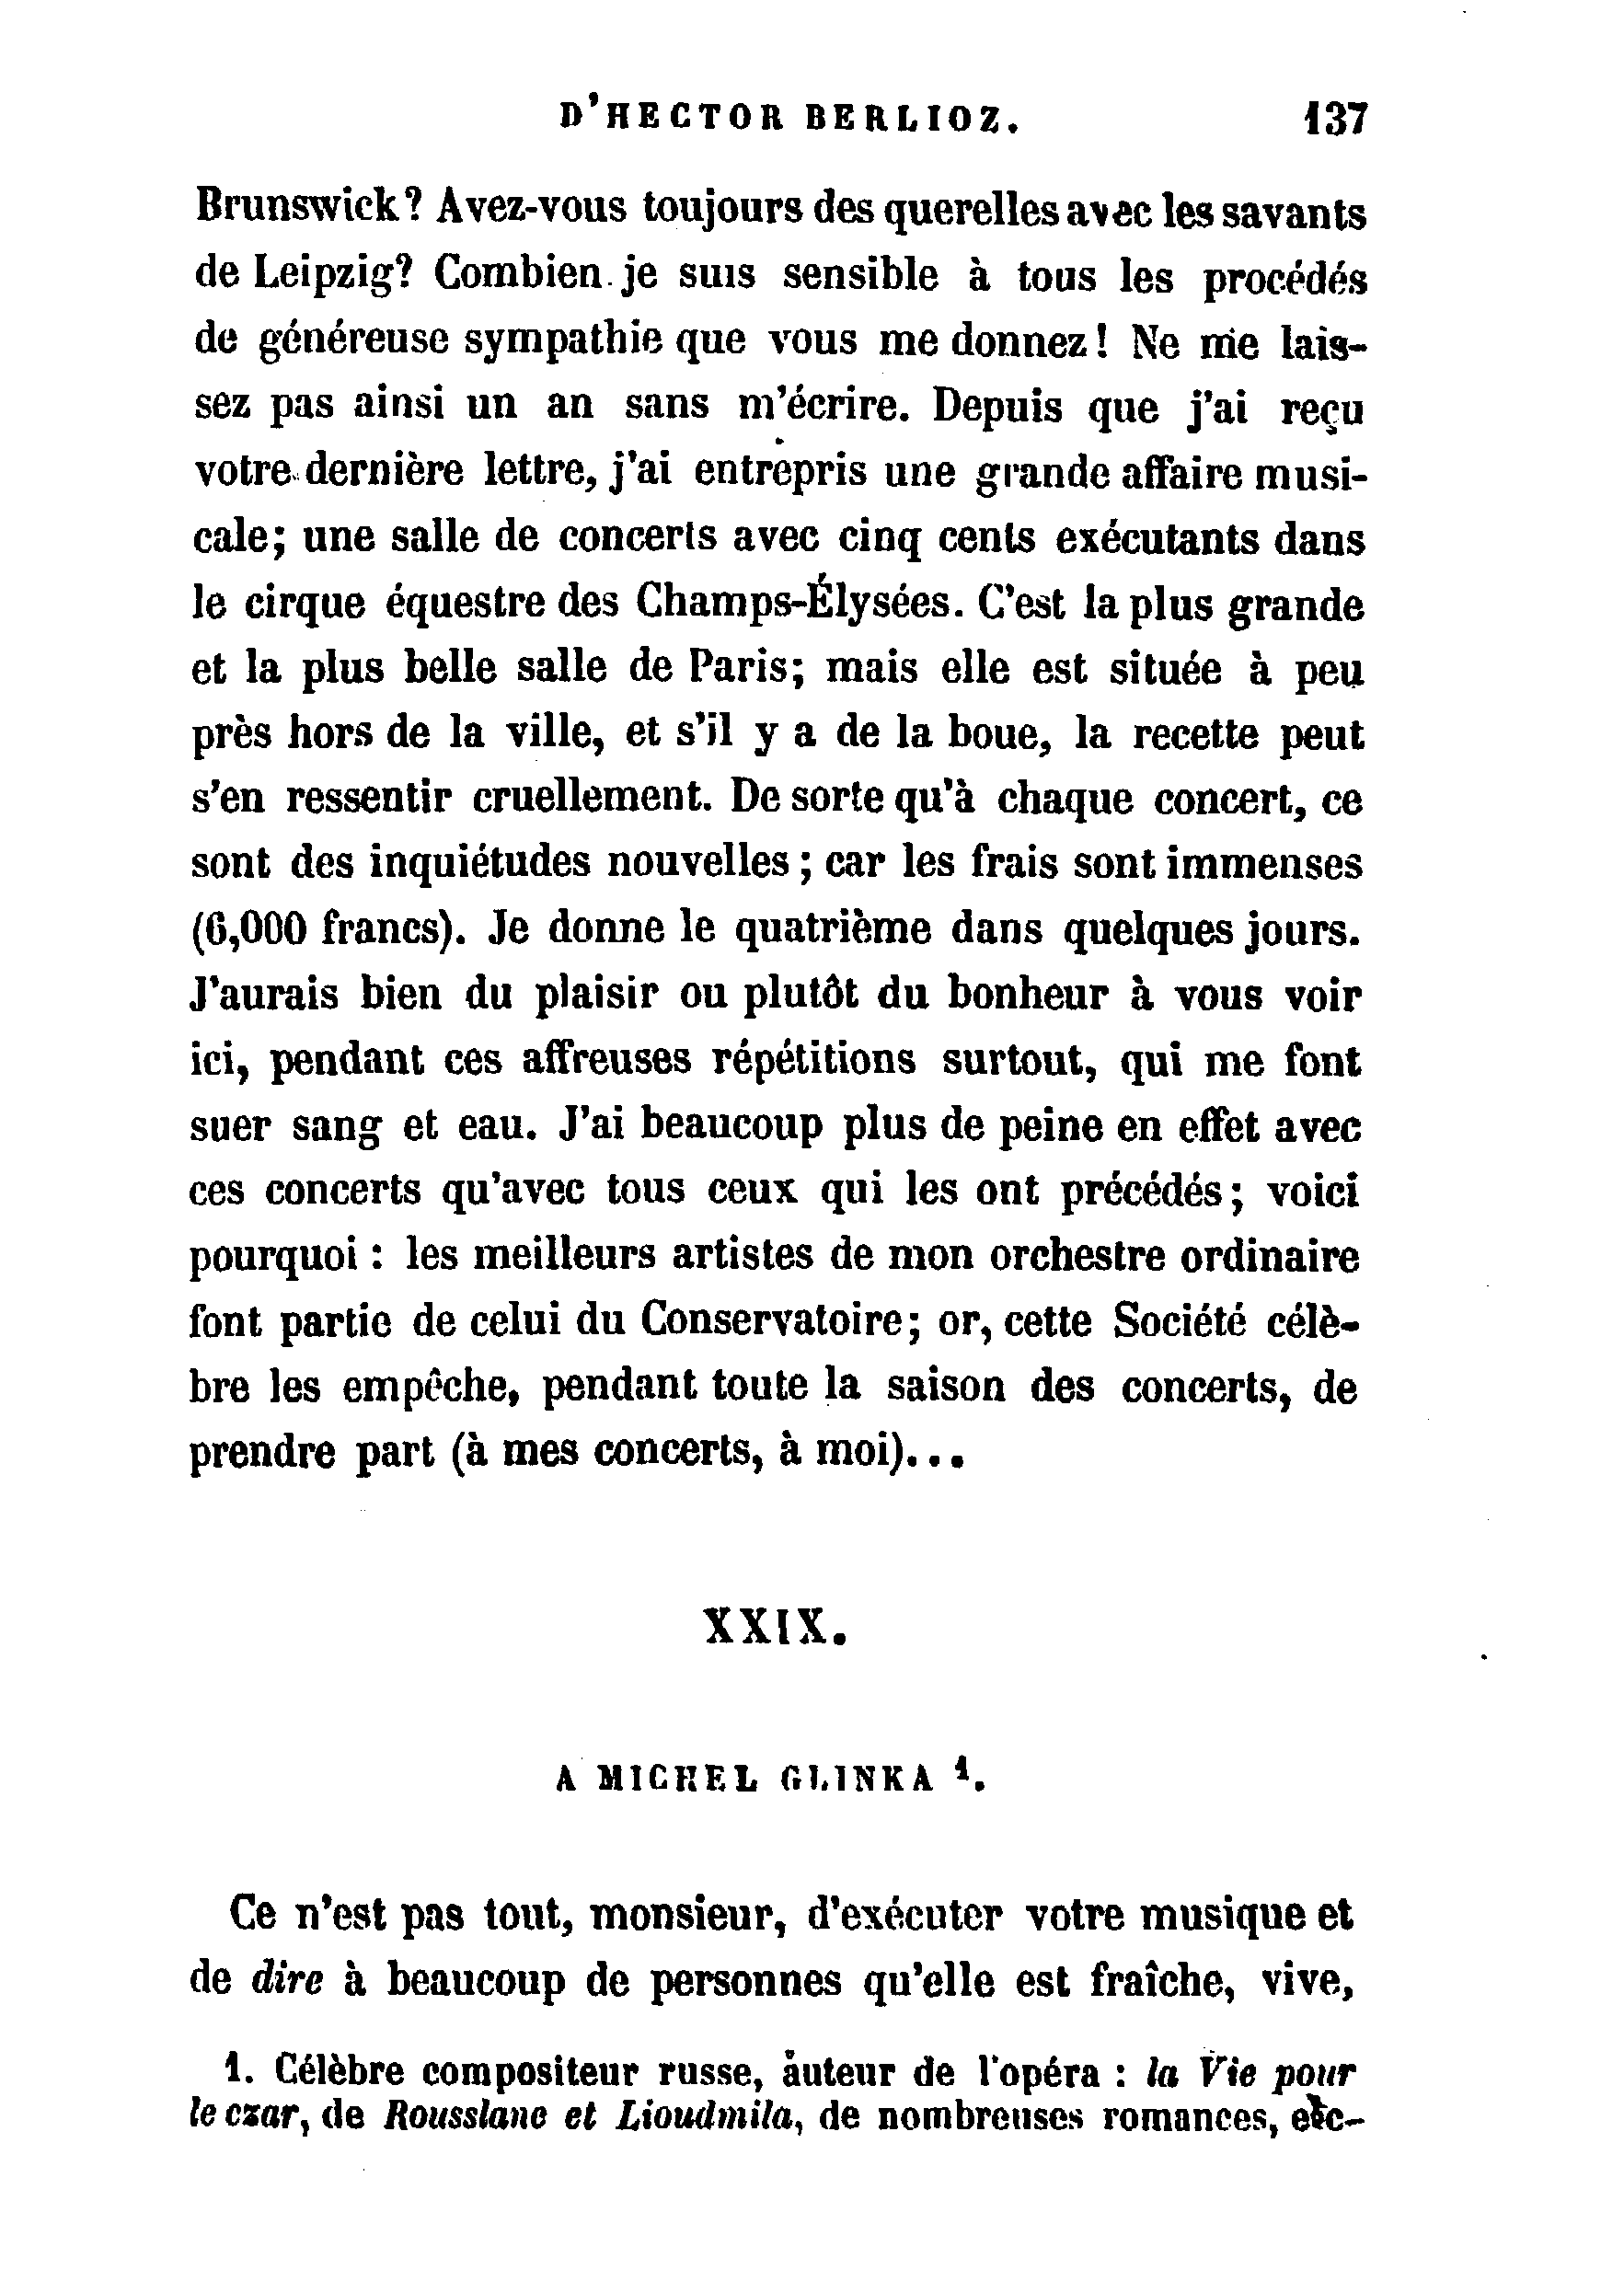 D'HECTOR BERLIOZ. 137
Brunswick? Avez-vous toujours des querelles avec les savants
de Leipzig? Combien je suis sensible à tous les procédés
de généreuse sympathie que vous me donnez! Ne me lais-
sez pas ainsi un an sans m'écrire. Depuis que j'ai reçu
votre dernière lettre, j'ai entrepris une grande affaire musi-
cale; une salle de concerts avec cinq cents exécutants dans
le cirque équestre des Champs-Élysées. C'est la plus grande
et la plus belle salle de Paris; mais elle est située à peu
près hors de la ville, et s'il y a de la boue, la recette peut
s'en ressentir cruellement. De sorte qu'à chaque concert, ce
sont des inquiétudes nouvelles; car les frais sont immenses
(6,000 francs). Je donne le quatrième dans quelques jours.
J'aurais bien du plaisir ou plutôt du bonheur à vous voir
ici, pendant ces affreuses répétitions surtout, qui me font
suer sang et eau. J'ai beaucoup plus de peine en effet avec
ces concerts qu'avec tous ceux qui les ont précédés; voici
pourquoi : les meilleurs artistes de mon orchestre ordinaire
font partie de celui du Conservatoire; or, cette Société célè-
bre les empêche, pendant toute la saison des concerts, de
prendre part (à mes concerts, à moi)...
XXIX.
A MICHEL GLINKA 1.
Ce n'est pas tout, monsieur, d'exécuter votre musique et
de dire à beaucoup de personnes qu'elle est fraîche, vive,
1. Célèbre compositeur russe, auteur de l'opéra : la Vie pour
le czar, de Rousslane et Lioudmila, de nombreuses romances, etc-